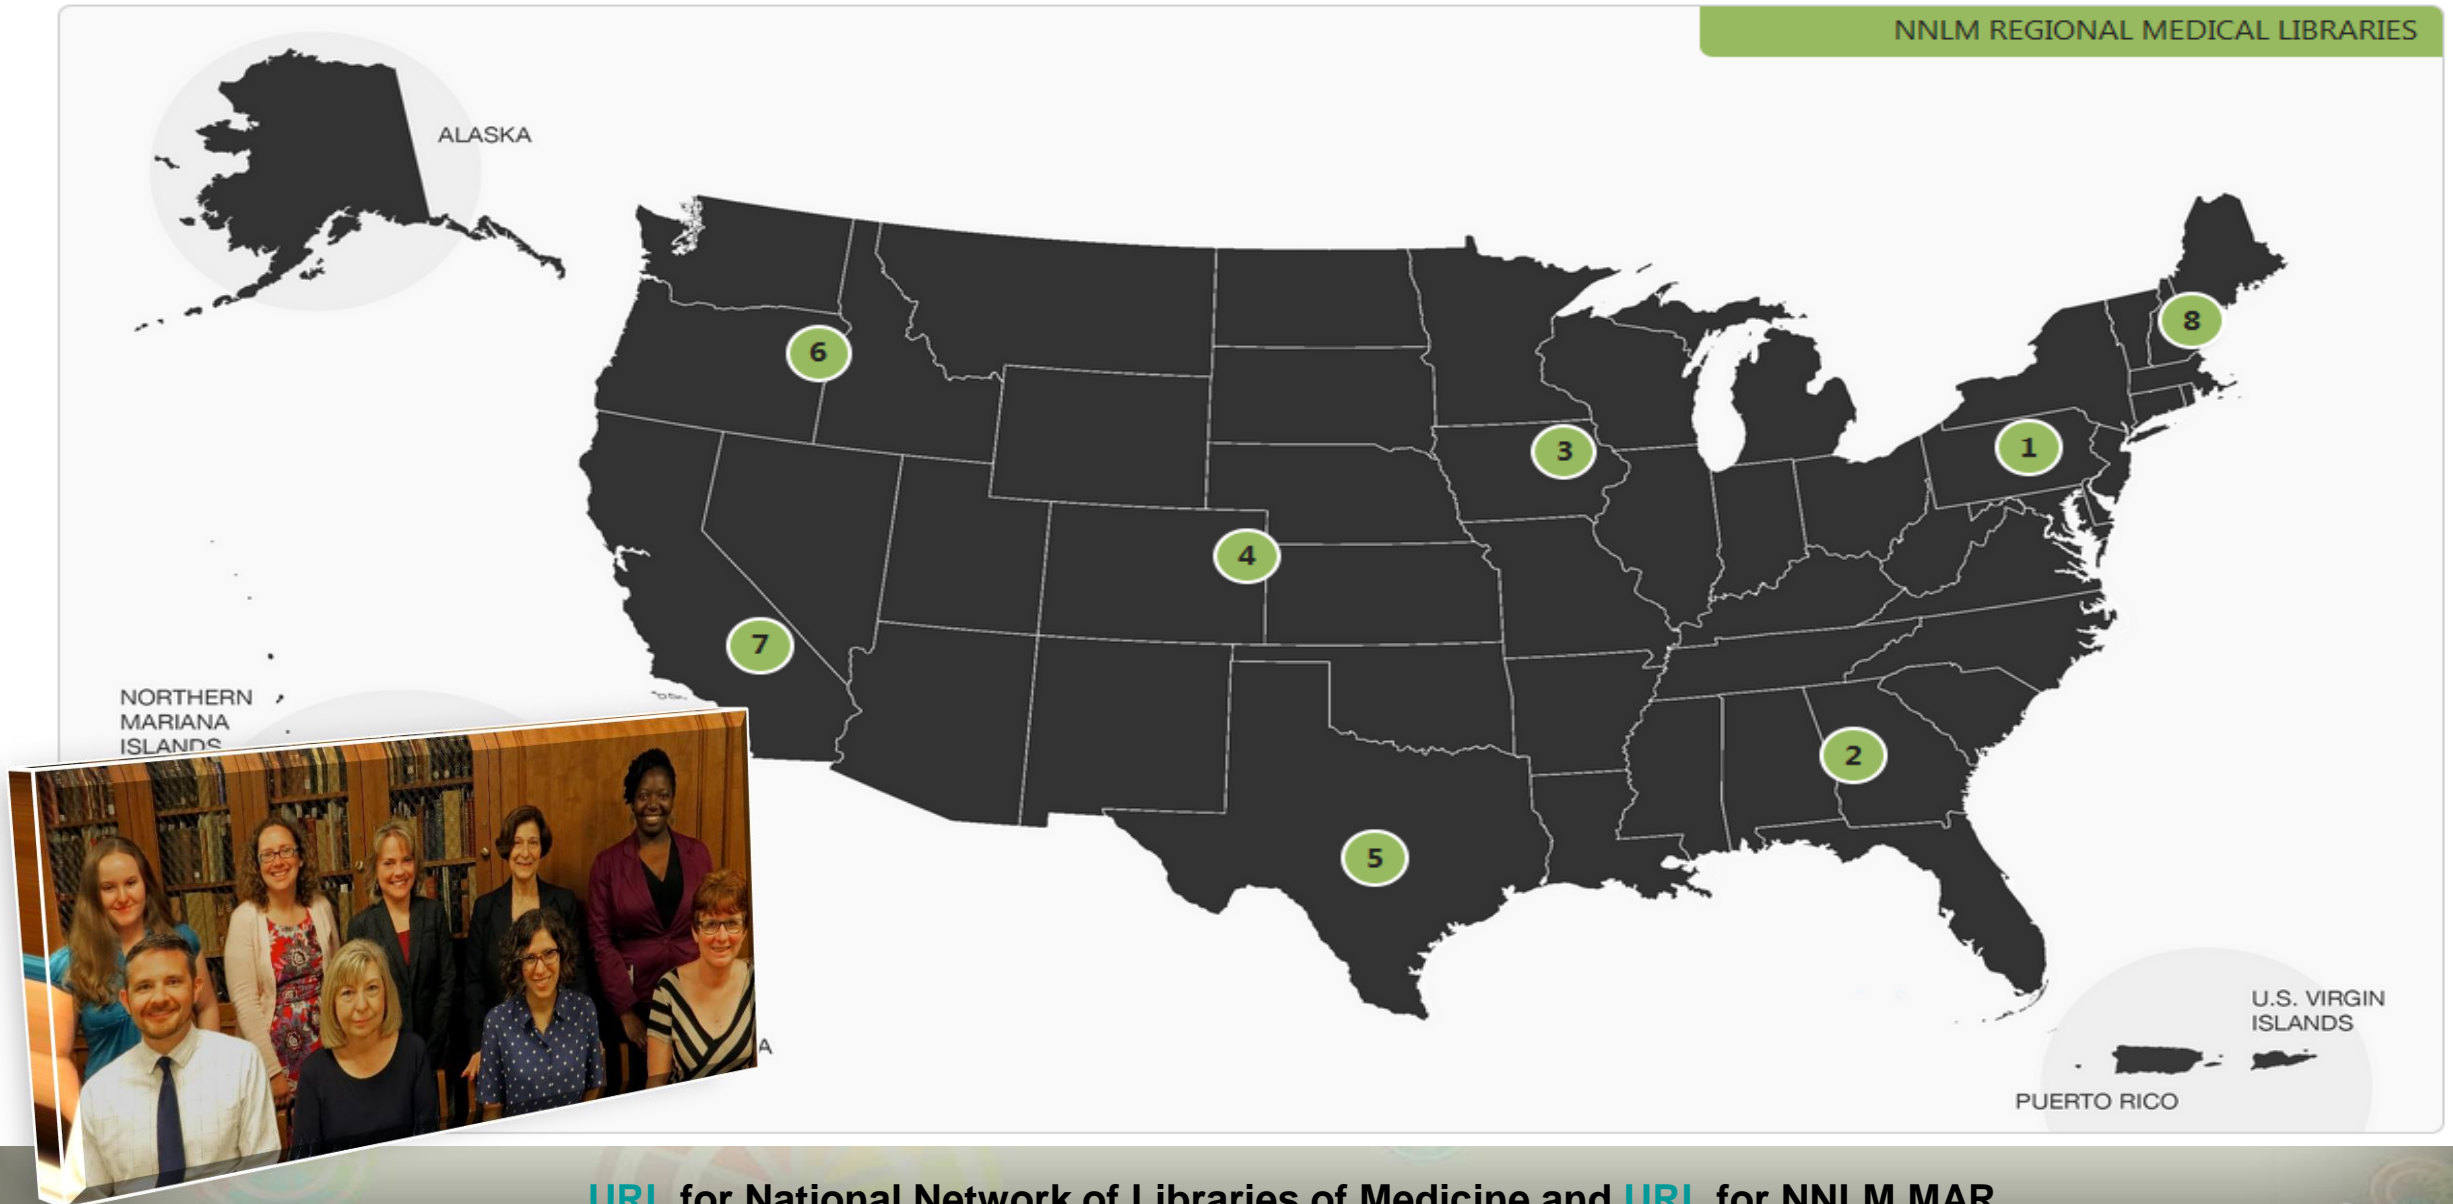 NNLM REGIONAL MEDICAL LIBRARIES
ALASKA
8
6
1
3
4
7
NORTHERN
MARIANA
ISLANDS
2
5
U.S. VIRGIN
ISLANDS
A
PUERTO RICO
URL for National Network of Libraries of Medicine and URL for NNLM MAR